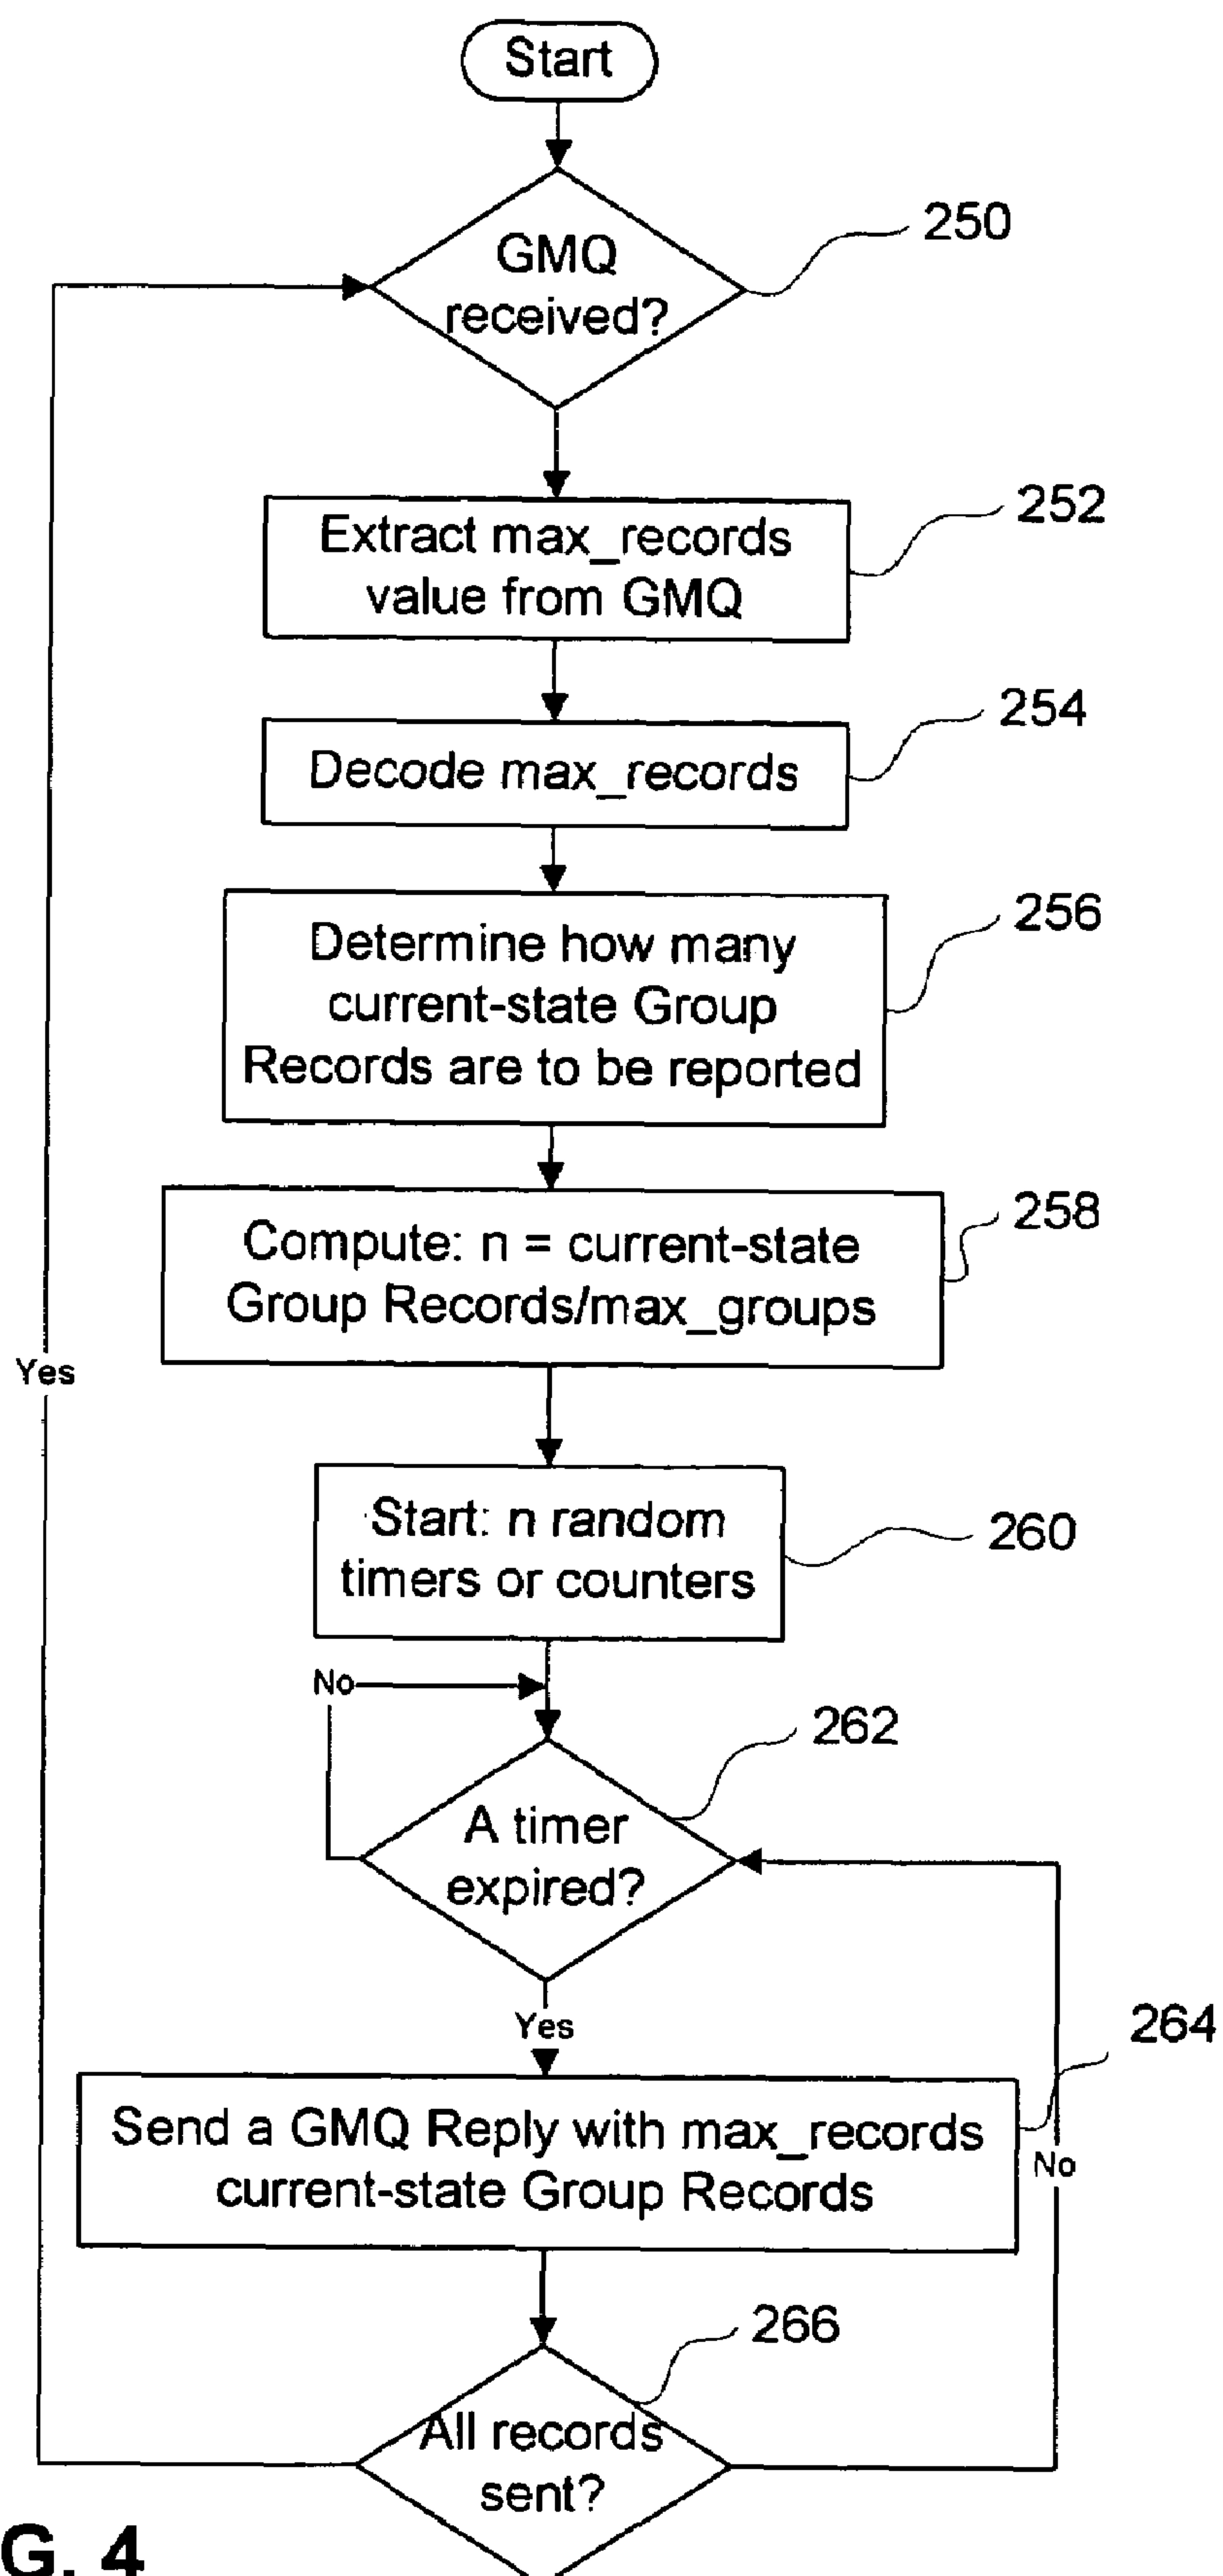 Start
GMQ
received?
250
Extract max_records
value from GMQ
252
Decode max_records
254
Determine how many
current-state Group
Records are to be reported
256
Compute: n = current-state
Group Records/max_groups
258
Yes
Start: n random
timers or counters
260
No
A timer
expired?
262
Yes
264
Send a GMQ Reply with max_records
current-state Group Records
No
266
All records
sent?
G. 4